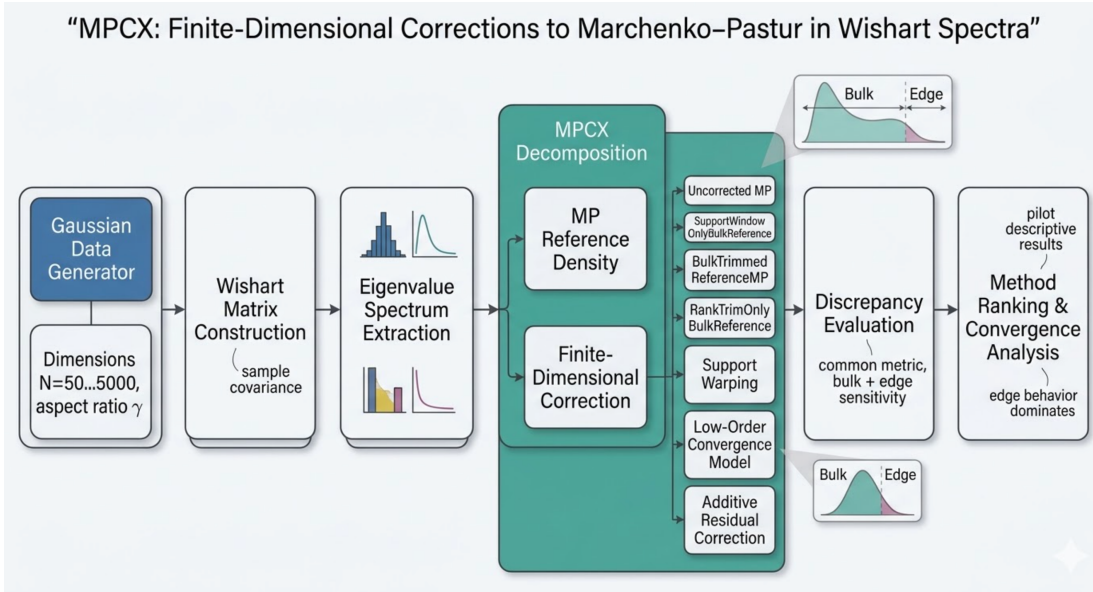 “MPCX: Finite-Dimensional Corrections to Marchenko–Pastur in Wishart Spectra”
Gaussian
Data
Generator
Dimensions
N=50...5000,
aspect ratio γ
Wishart
Matrix
Construction
sample
covariance
Eigenvalue
Spectrum
Extraction
MPCX
Decomposition
MP
Reference
Density
Finite-
Dimensional
Correction
Uncorrected MP
SupportWindow
OnlyBulkReference
BulkTrimmed
ReferenceMP
RankTrimOnly
BulkReference
Support
Warping
Low-Order
Convergence
Model
Additive
Residual
Correction
Bulk
Edge
Bulk
Edge
Discrepancy
Evaluation
common metric,
bulk + edge
sensitivity
pilot
descriptive
results
Method
Ranking &
Convergence
Analysis
edge behavior
dominates